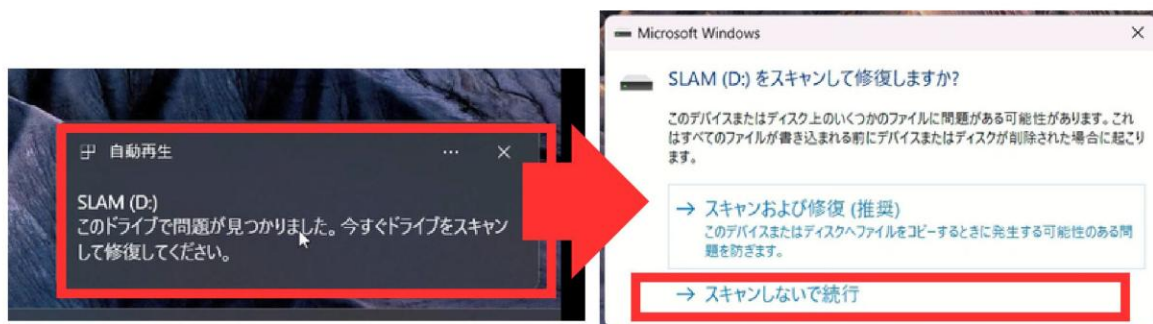 自動再生
SLAM (D:)
このドライブで問題が見つかりました。今すぐドライブをスキャン
して修復してください。
Microsoft Windows
SLAM (D:) をスキャンして修復しますか?
このデバイスまたはディスク上のいくつかのファイルに問題がある可能性があります。これ
はすべてのファイルが書き込まれる前にデバイスまたはディスクが削除された場合に起こり
ます。
→ スキャンおよび修復 (推奨)
このデバイスまたはディスクへファイルをコピーするときに発生する可能性のある問
題を防ぎます。
→ スキャンしないで続行